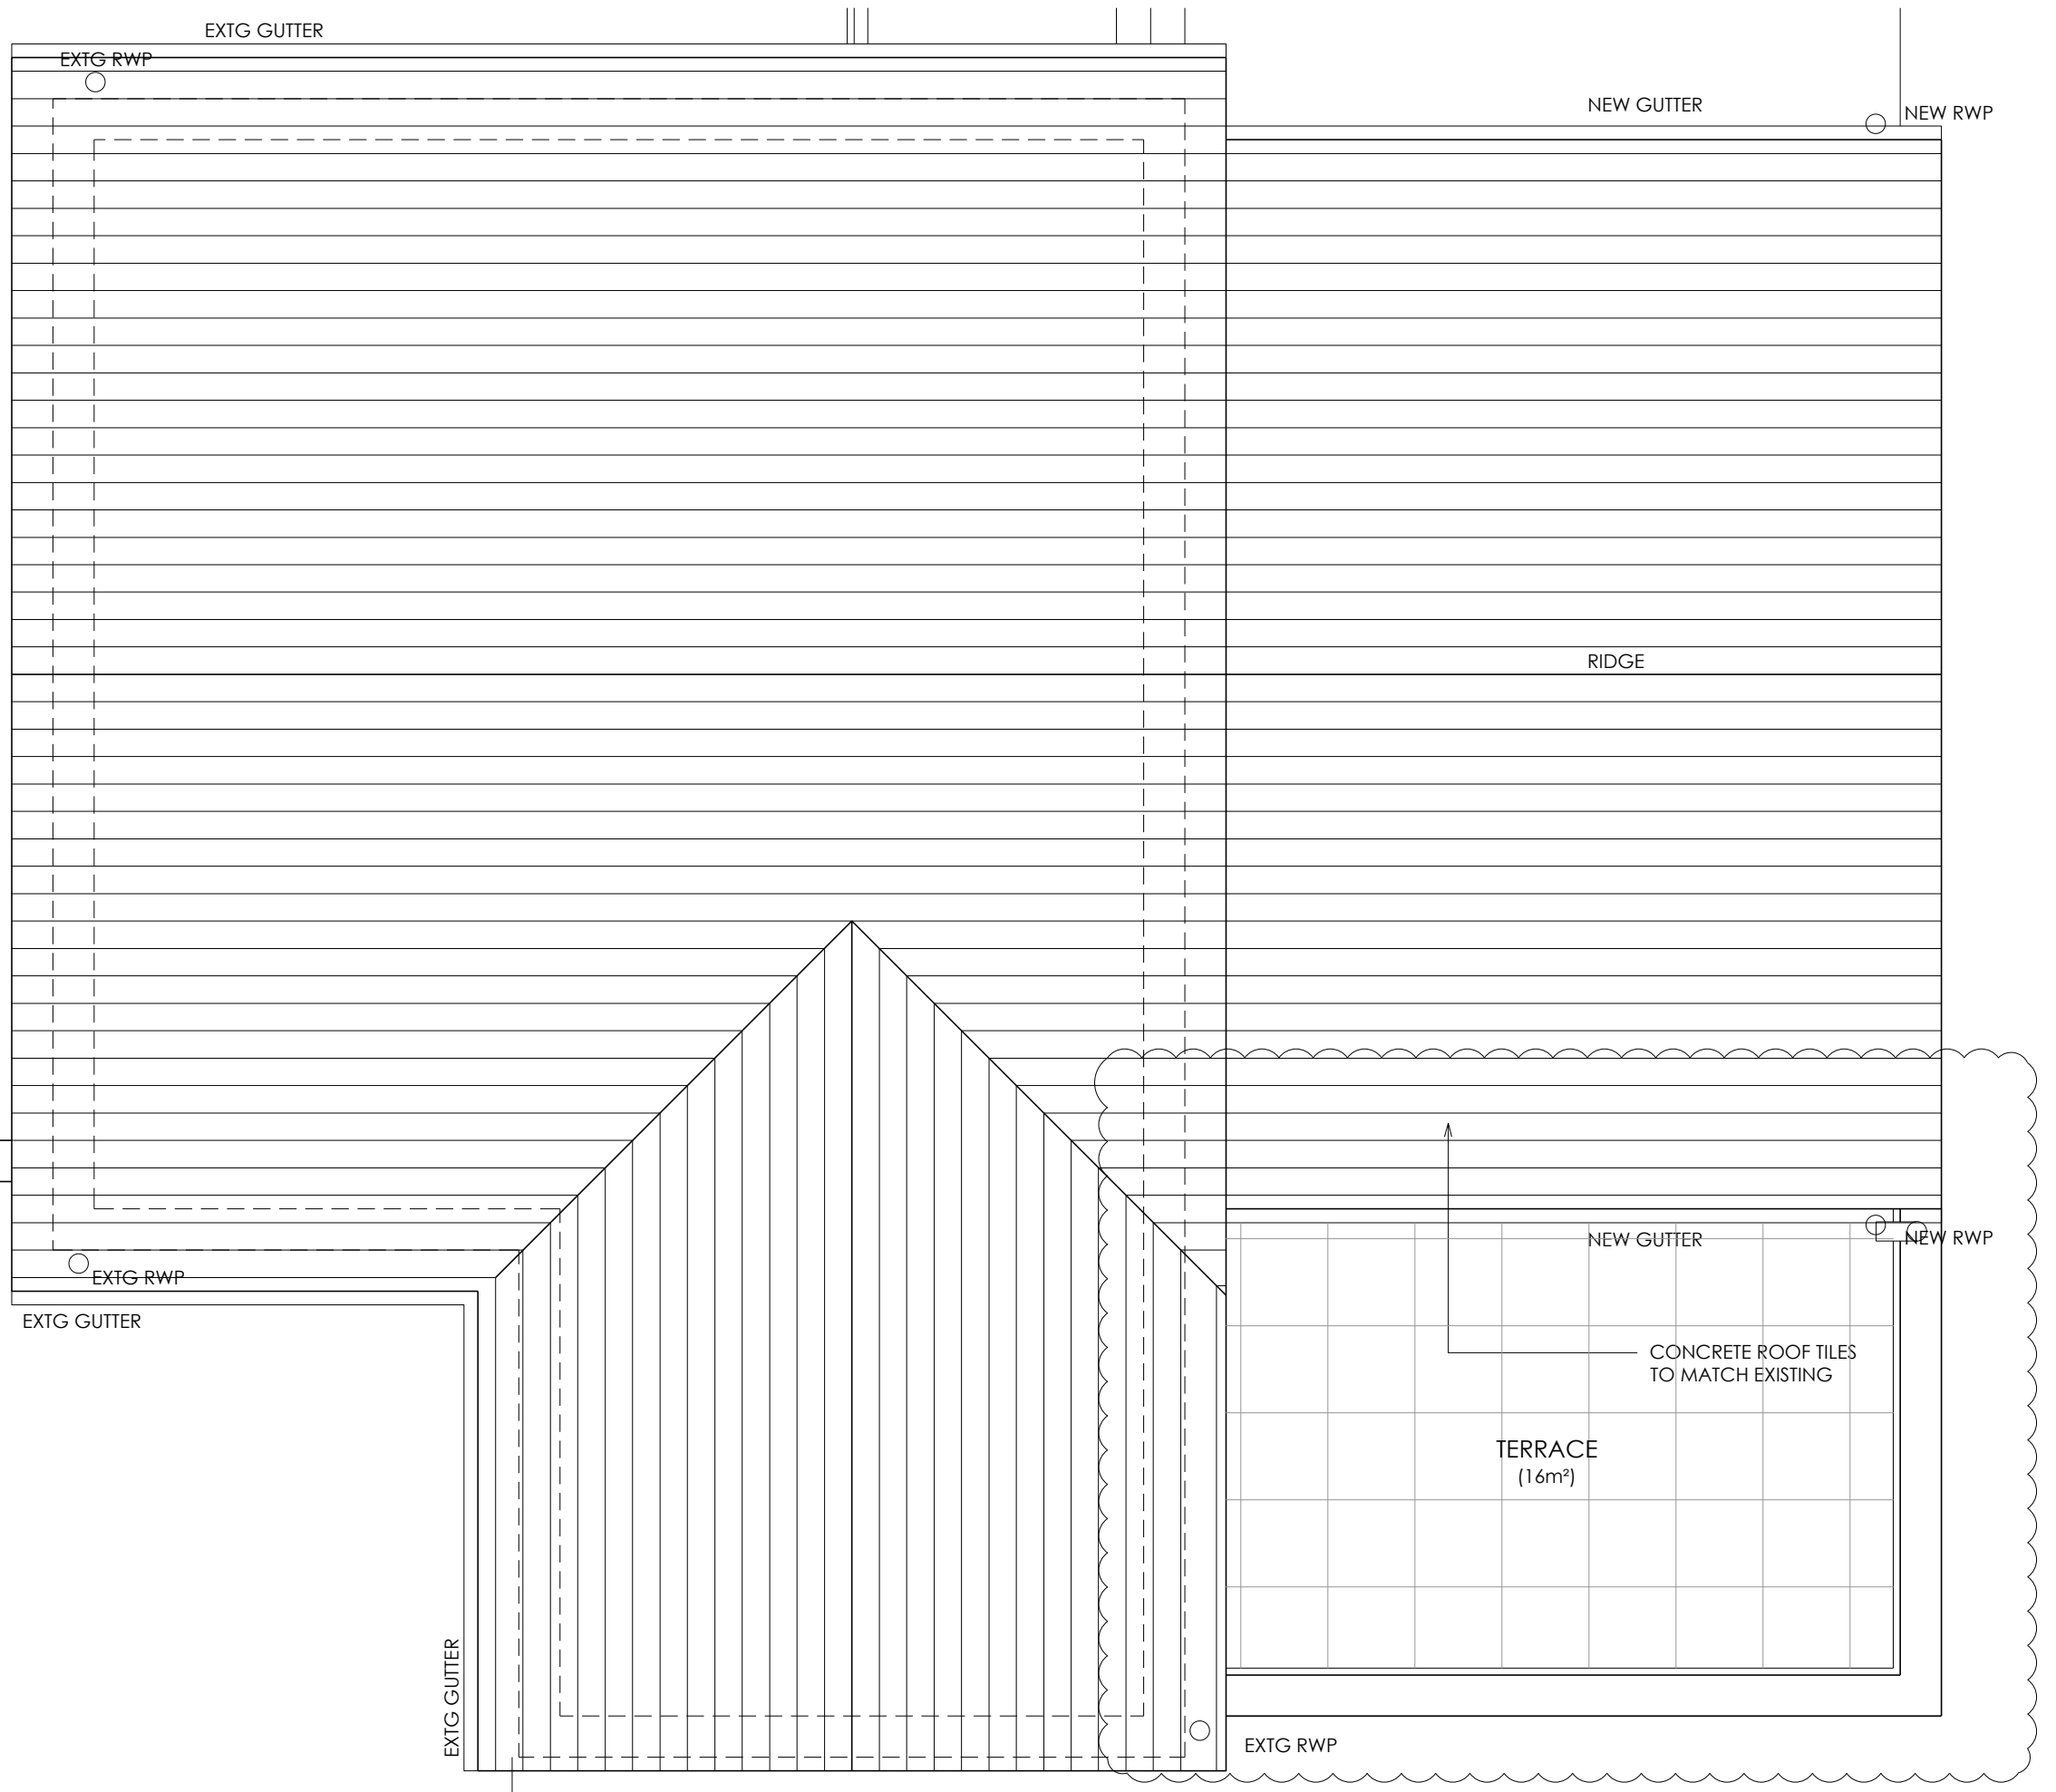 EXTG GUTTER
EXTG RWP
NEW GUTTER
NEW RWP
RIDGE
NEW GUTTER
NEW RWP
EXTG RWP
EXTG GUTTER
CONCRETE ROOF TILES
TO MATCH EXISTING
TERRACE
(16m²)
EXTG GUTTER
EXTG RWP